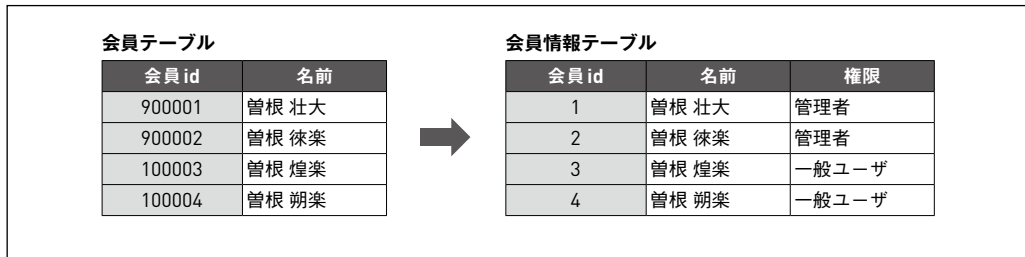 会員テーブル
会員id 名前
900001 曽根 壮大
900002 曽根 徠楽
100003 曽根 煌楽
100004 曽根 朔楽
会員情報テーブル
会員id 名前 権限
1 曽根 壮大 管理者
2 曽根 徠楽 管理者
3 曽根 煌楽 一般ユーザ
4 曽根 朔楽 一般ユーザ